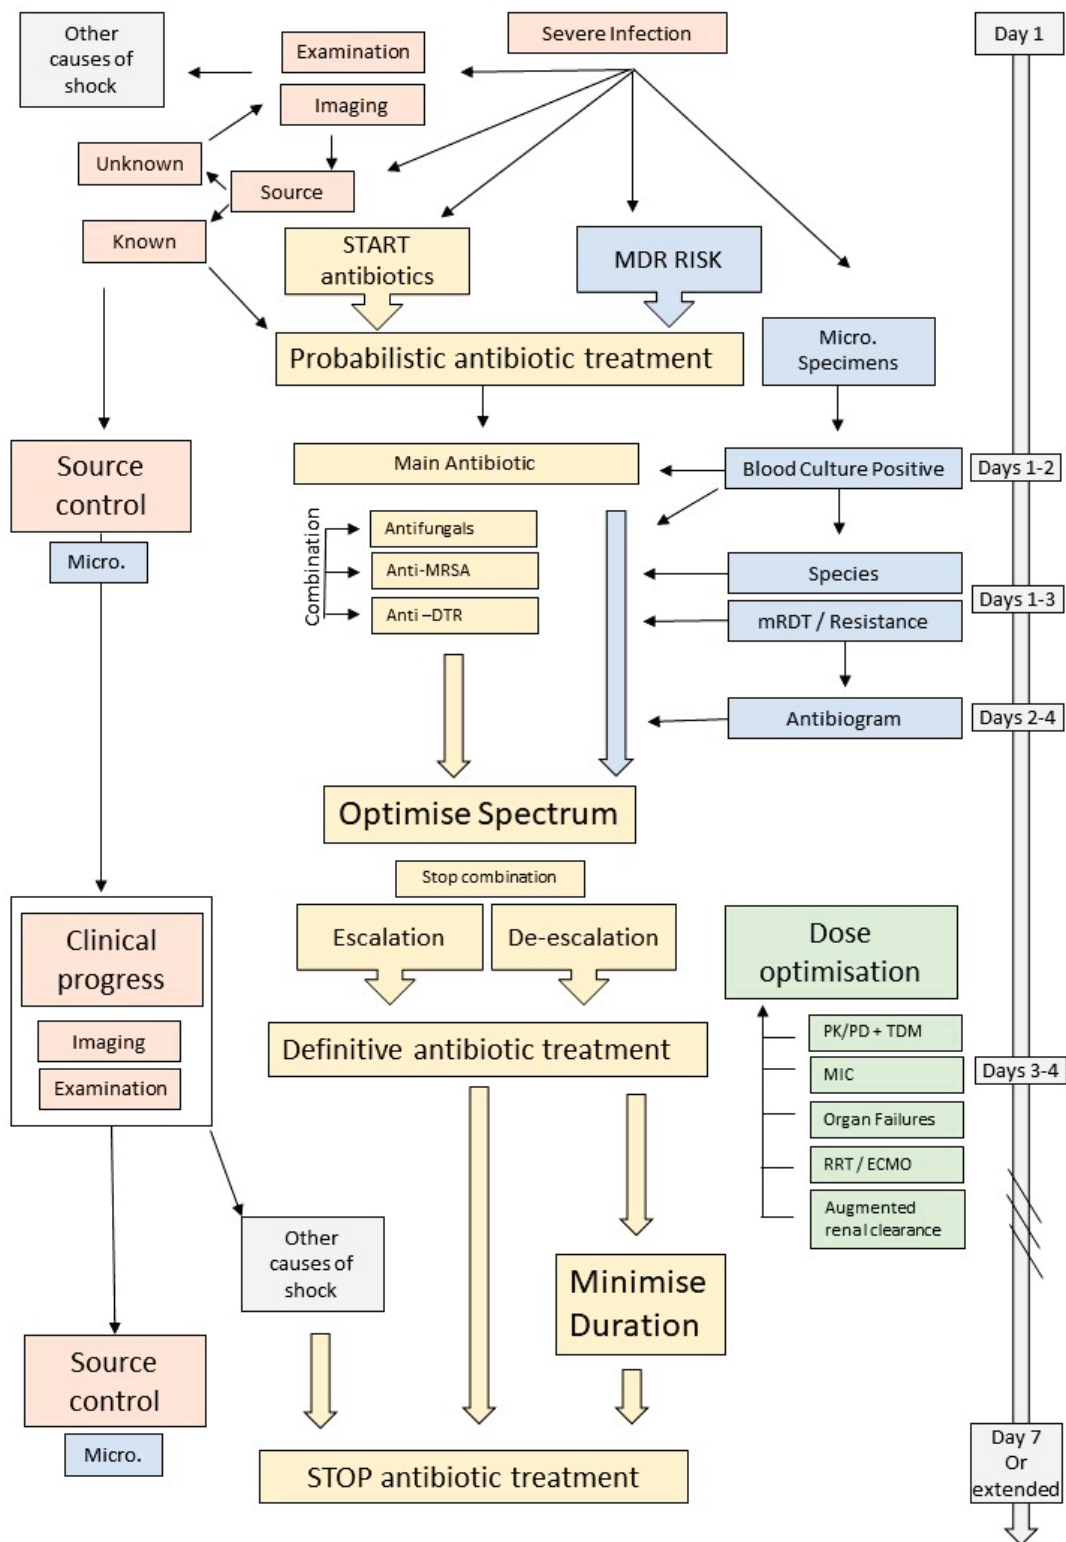 Other
causes of
shock
Examination
Severe Infection
Day 1
Imaging
Unknown
Source
Known
START
antibiotics
MDR RISK
Micro.
Specimens
Probabilistic antibiotic treatment
Source
control
Micro.
Main Antibiotic
Blood Culture Positive
Days 1-2
Combination
Antifungals
Anti-MRSA
Anti –DTR
Species
mRDT / Resistance
Days 1-3
Antibiogram
Days 2-4
Optimise Spectrum
Stop combination
Escalation
De-escalation
Clinical
progress
Imaging
Examination
Dose
optimisation
PK/PD + TDM
MIC
Organ Failures
RRT / ECMO
Augmented
renal clearance
Days 3-4
Definitive antibiotic treatment
Other
causes of
shock
Minimise
Duration
Source
control
Micro.
STOP antibiotic treatment
Day 7
Or
extended